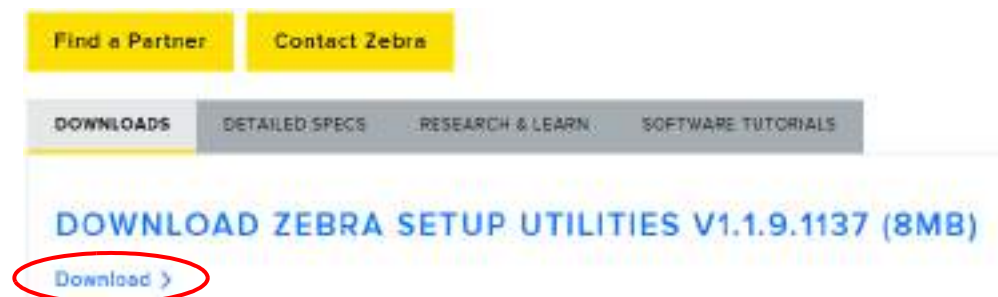 Find a Partner Contact Zebra
DOWNLOADS DETAILED SPECS RESEARCH & LEARN SOFTWARE TUTORIALS
DOWNLOAD ZEBRA SETUP UTILITIES V1.1.9.1137 (8MB)
Download >